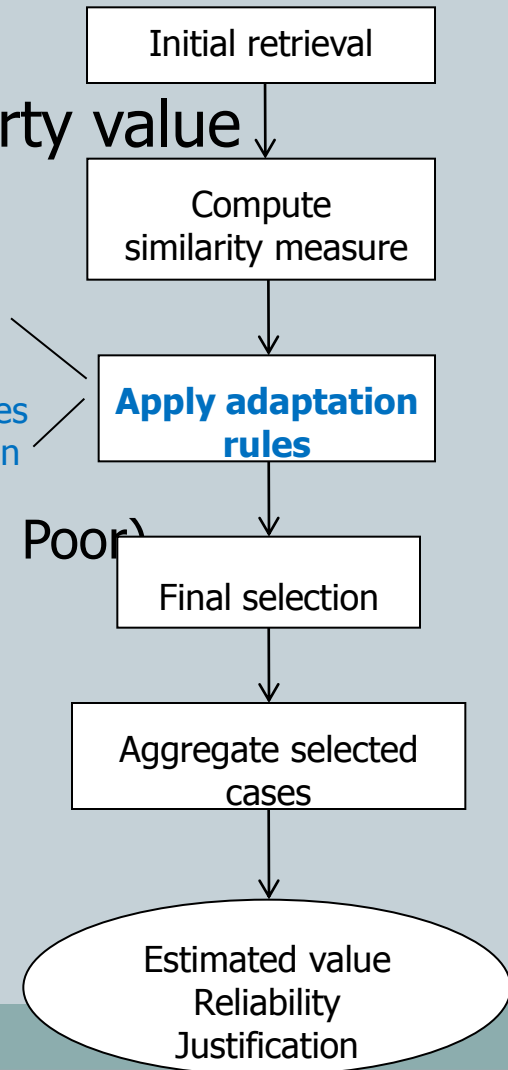 Initial retrieval
rty value
Compute
similarity measure
Apply adaptation
rules
es
n
Poor)
Final selection
Aggregate selected
cases
Estimated value
Reliability
Justification